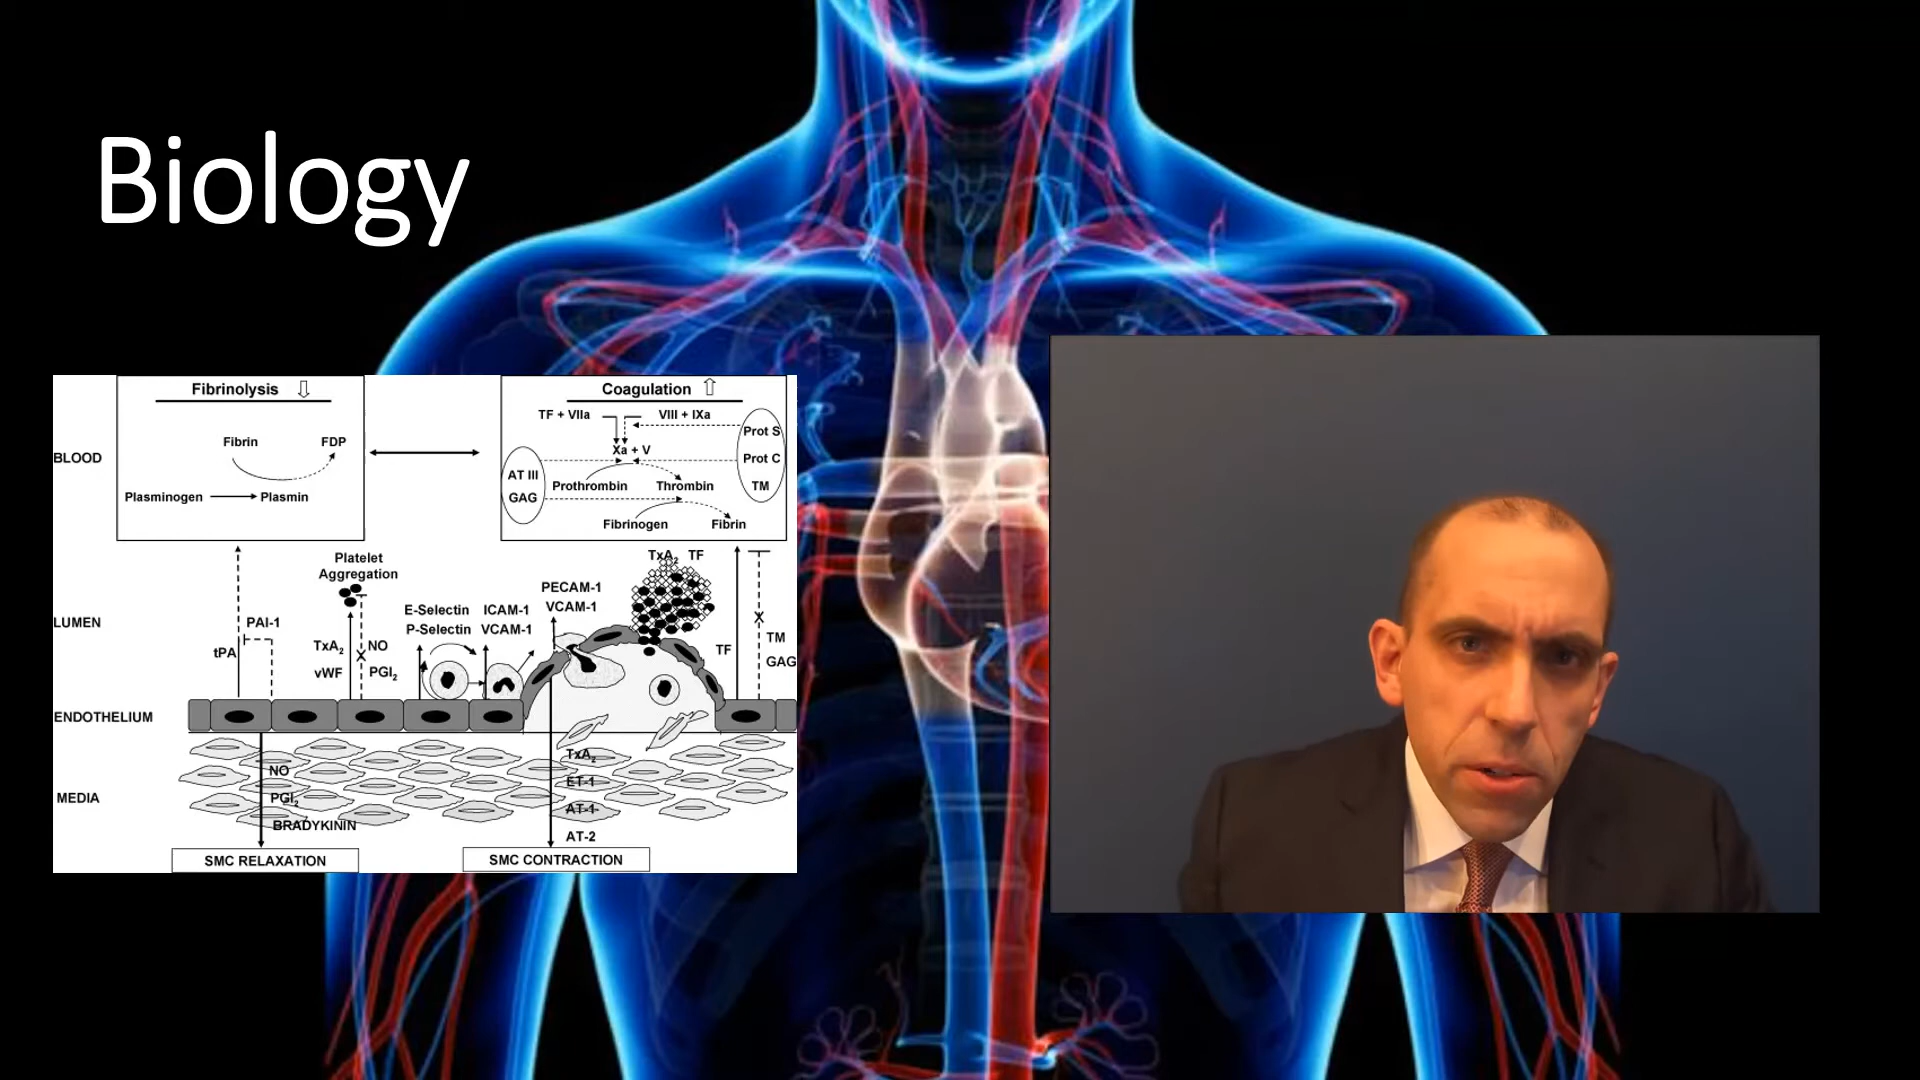 Biology
Fibrinolysis
Fibrin
FDP
Plasminogen
Plasmin
Coagulation
TF + VIIa
VIII + IXa
Xa + V
Prot S
Prot C
TM
AT III
GAG
Prothrombin
Thrombin
Fibrinogen
Fibrin
BLOOD
LUMEN
ENDOTHELIUM
MEDIA
tPA
PAI-1
Platelet
Aggregation
TxA2
vWF
NO
PGI2
E-Selectin
P-Selectin
ICAM-1
VCAM-1
PECAM-1
VCAM-1
TxA2 TF
TF
TM
GAG
NO
PGI2
BRADYKININ
SMC RELAXATION
TxA2
ET-1
AT-1
AT-2
SMC CONTRACTION